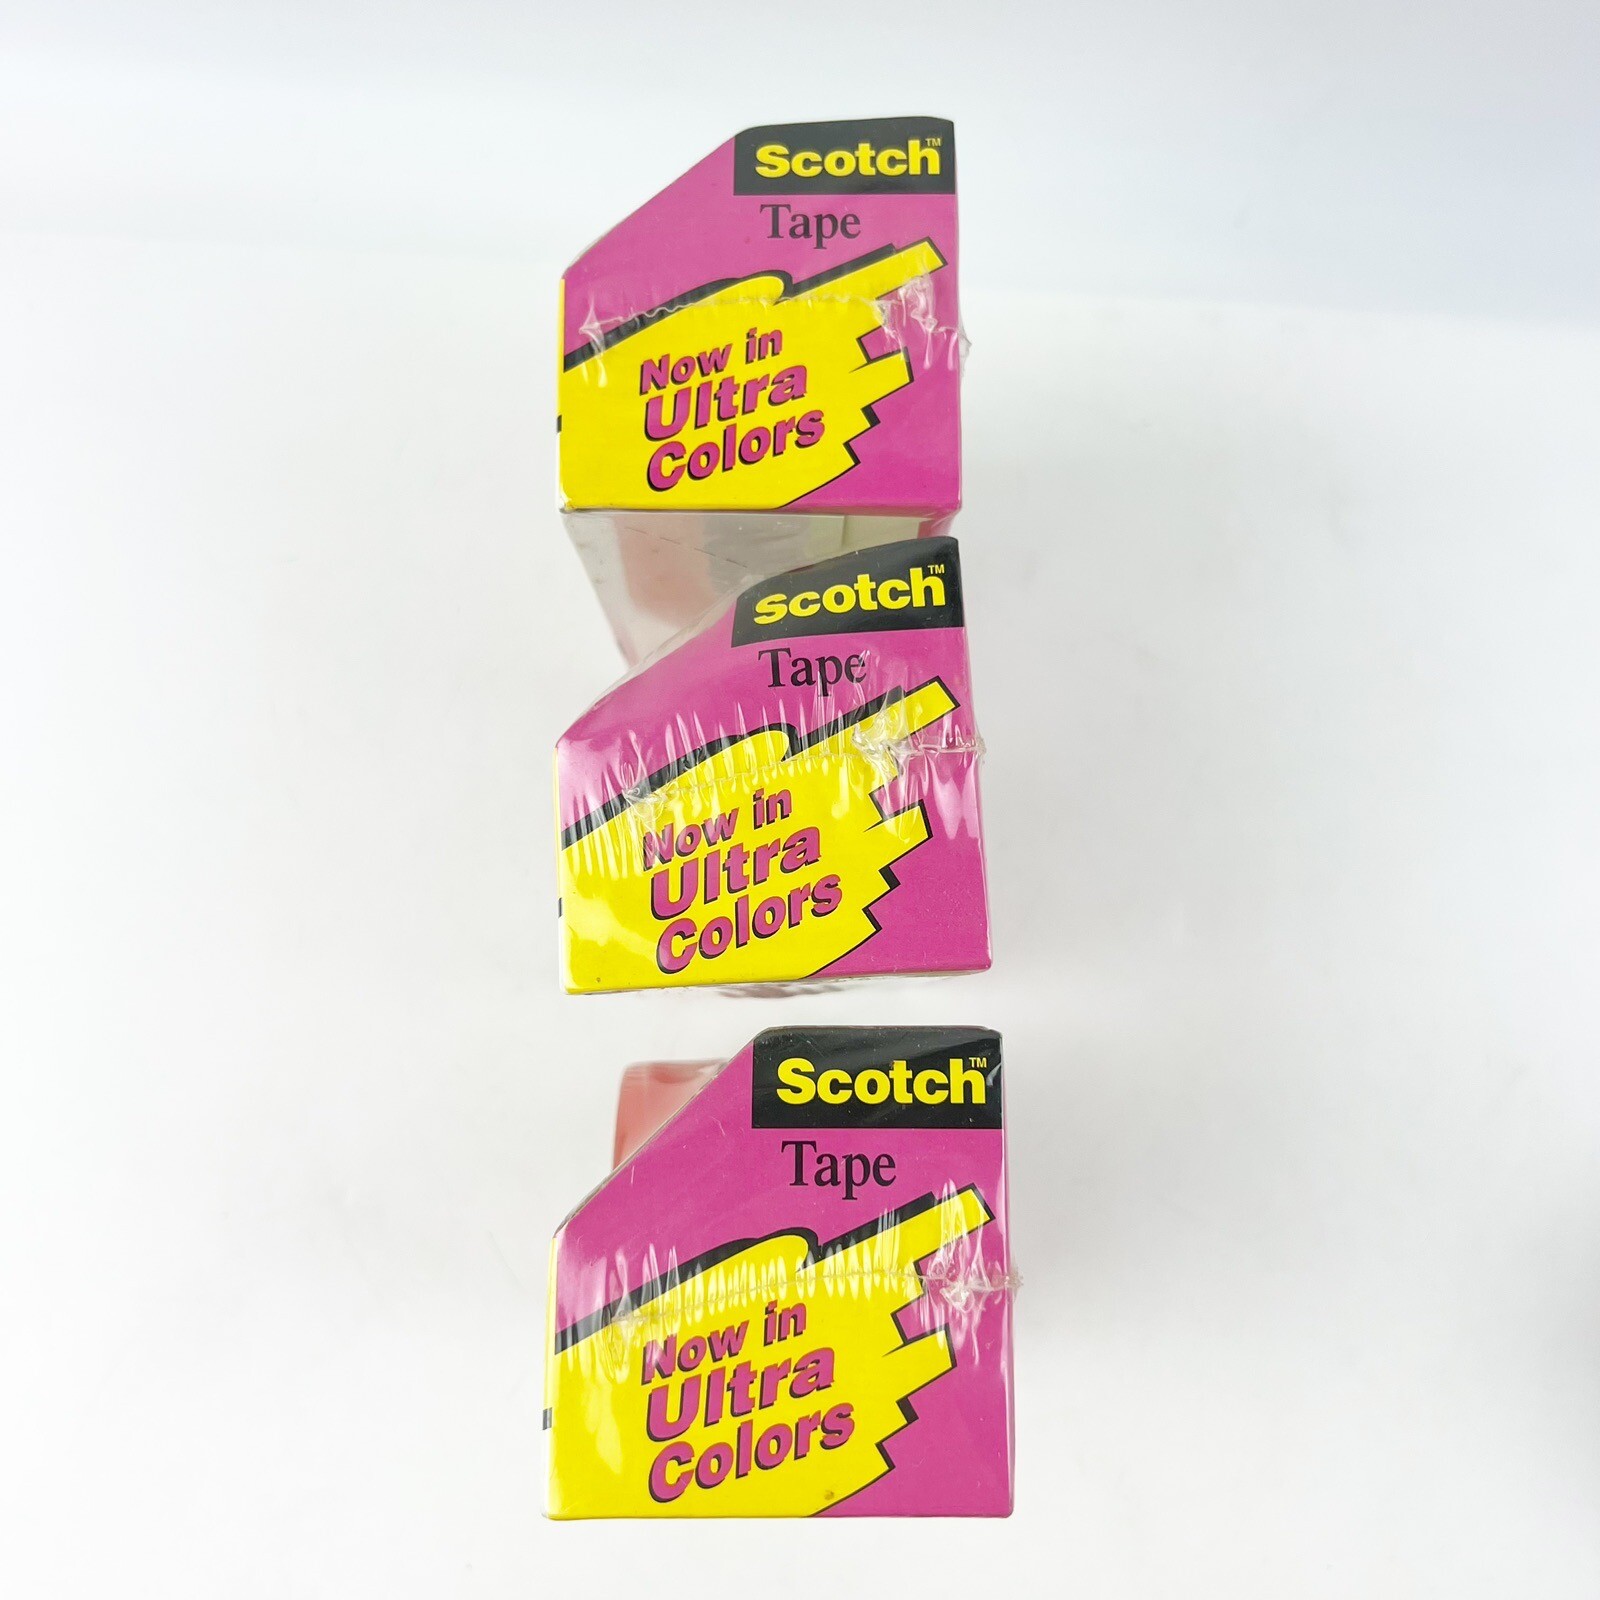 Scotch™
Tape
Now in
Ultra
Colors
Scotch™
Tape
Now in
Ultra
Colors
Scotch™
Tape
Now in
Ultra
Colors